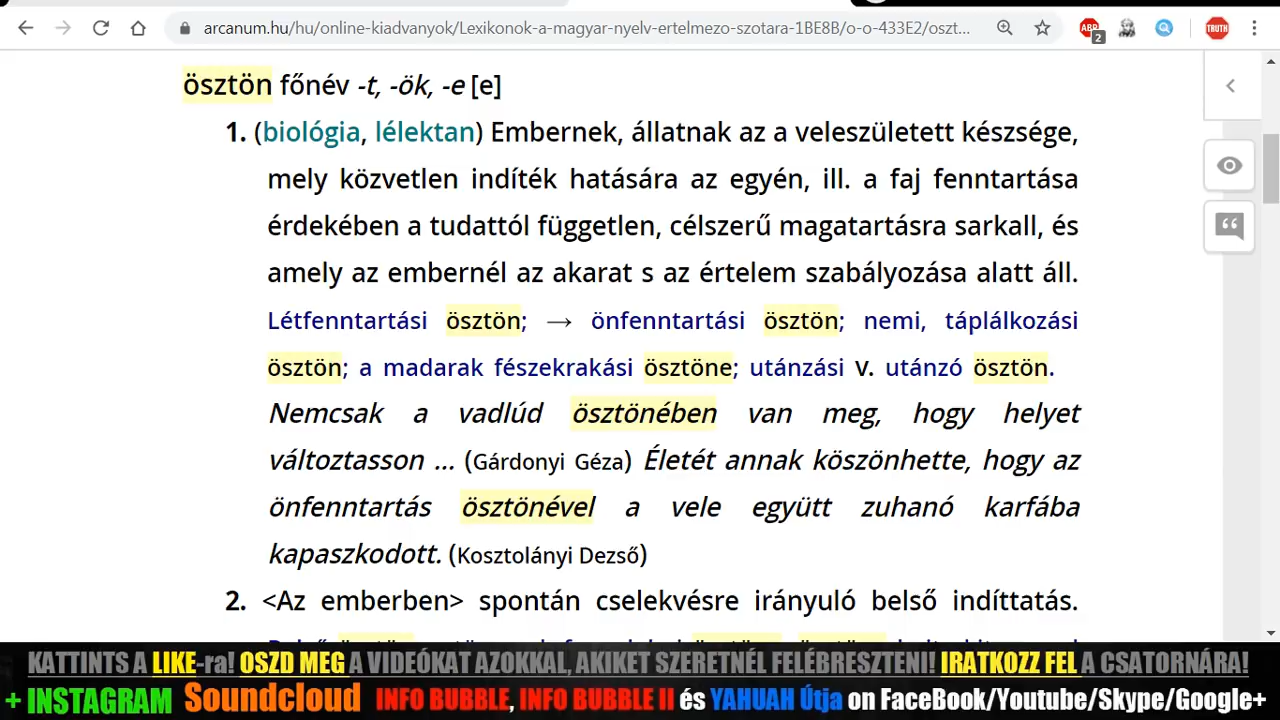 arcanum.hu/hu/online-kiadvanyok/Lexikonok-a-magyar-nyelv-ertelmezo-szotara-1BE8B/o-o-433E2/oszt...
ABP
2
TRUTH
ösztön főnév -t, -ök, -e [e]
1. (biológia, lélektan) Embernek, állatnak az a veleszületett készsége,
mely közvetlen indíték hatására az egyén, ill. a faj fenntartása
érdekében a tudattól független, célszerű magatartásra sarkall, és
amely az embernél az akarat s az értelem szabályozása alatt áll.
Létfenntartási ösztön; → önfenntartási ösztön; nemi, táplálkozási
ösztön; a madarak fészekrakási ösztöne; utánzási v. utánzó ösztön.
Nemcsak a vadlúd ösztönében van meg, hogy helyet
változtasson ... (Gárdonyi Géza) Életét annak köszönhette, hogy az
önfenntartás ösztönével a vele együtt zuhanó karfába
kapaszkodott. (Kosztolányi Dezső)
2. <Az emberben> spontán cselekvésre irányuló belső indíttatás.
KATTINTS A LIKE-ra! OSZD MEG A VIDEÓKAT AZOKKAL, AKIKET SZERETNÉL FELÉBRESZTENI! IRATKOZZ FEL A CSATORNÁRA!
+ INSTAGRAM Soundcloud INFO BUBBLE, INFO BUBBLE II és YAHUAH Útja on FaceBook/Youtube/Skype/Google+